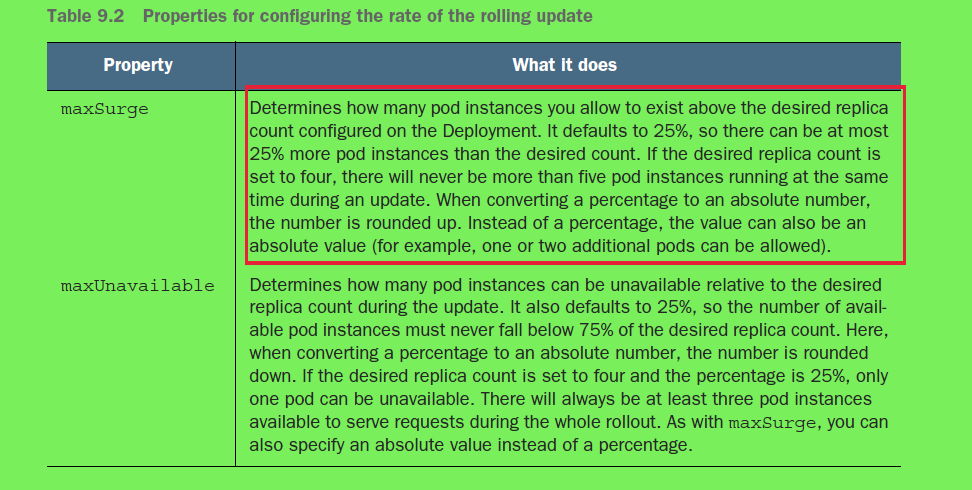 Table 9.2 Properties for configuring the rate of the rolling update
Property
What it does
maxSurge
Determines how many pod instances you allow to exist above the desired replica
count configured on the Deployment. It defaults to 25%, so there can be at most
25% more pod instances than the desired count. If the desired replica count is
set to four, there will never be more than five pod instances running at the same
time during an update. When converting a percentage to an absolute number,
the number is rounded up. Instead of a percentage, the value can also be an
absolute value (for example, one or two additional pods can be allowed).
maxUnavailable
Determines how many pod instances can be unavailable relative to the desired
replica count during the update. It also defaults to 25%, so the number of avail-
able pod instances must never fall below 75% of the desired replica count. Here,
when converting a percentage to an absolute number, the number is rounded
down. If the desired replica count is set to four and the percentage is 25%, only
one pod can be unavailable. There will always be at least three pod instances
available to serve requests during the whole rollout. As with maxSurge, you can
also specify an absolute value instead of a percentage.